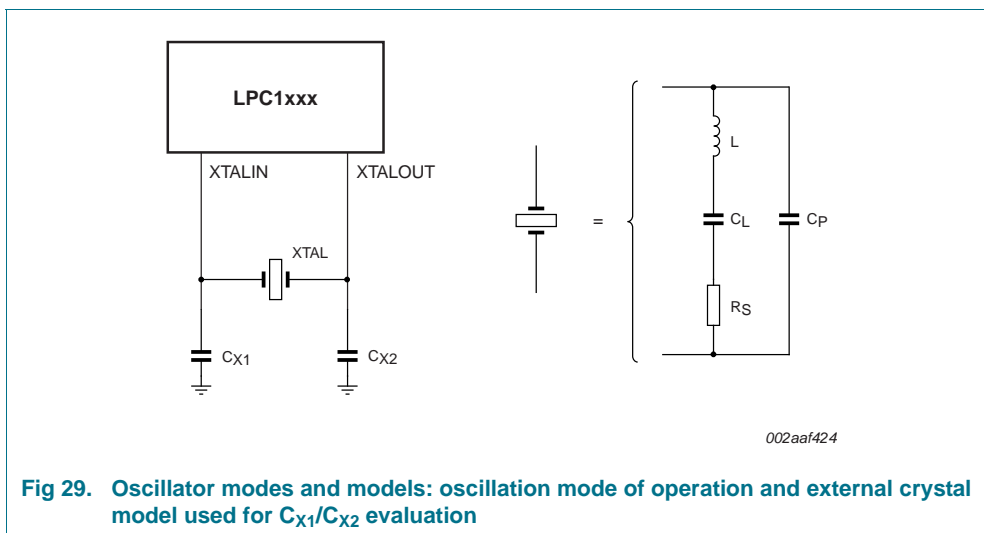 LPC1xxx
XTALIN
XTALOUT
L
=
CL
CP
XTAL
RS
CX1
CX2
002aaf424
Fig 29. Oscillator modes and models: oscillation mode of operation and external crystal
model used for CX1/CX2 evaluation